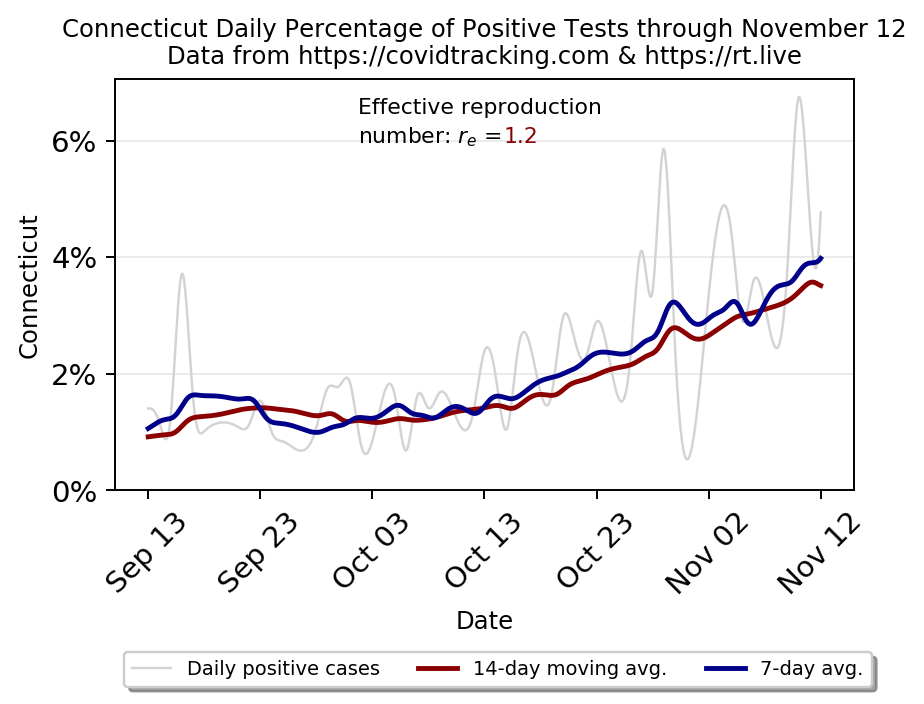 Connecticut Daily Percentage of Positive Tests through November 12
Data from https://covidtracking.com & https://rt.live
Effective reproduction
number: rₑ =1.2
6%
4%
2%
0%
Connecticut
Sep 13
Sep 23
Oct 03
Oct 13
Oct 23
Nov 02
Nov 12
Date
Daily positive cases
14-day moving avg.
7-day avg.